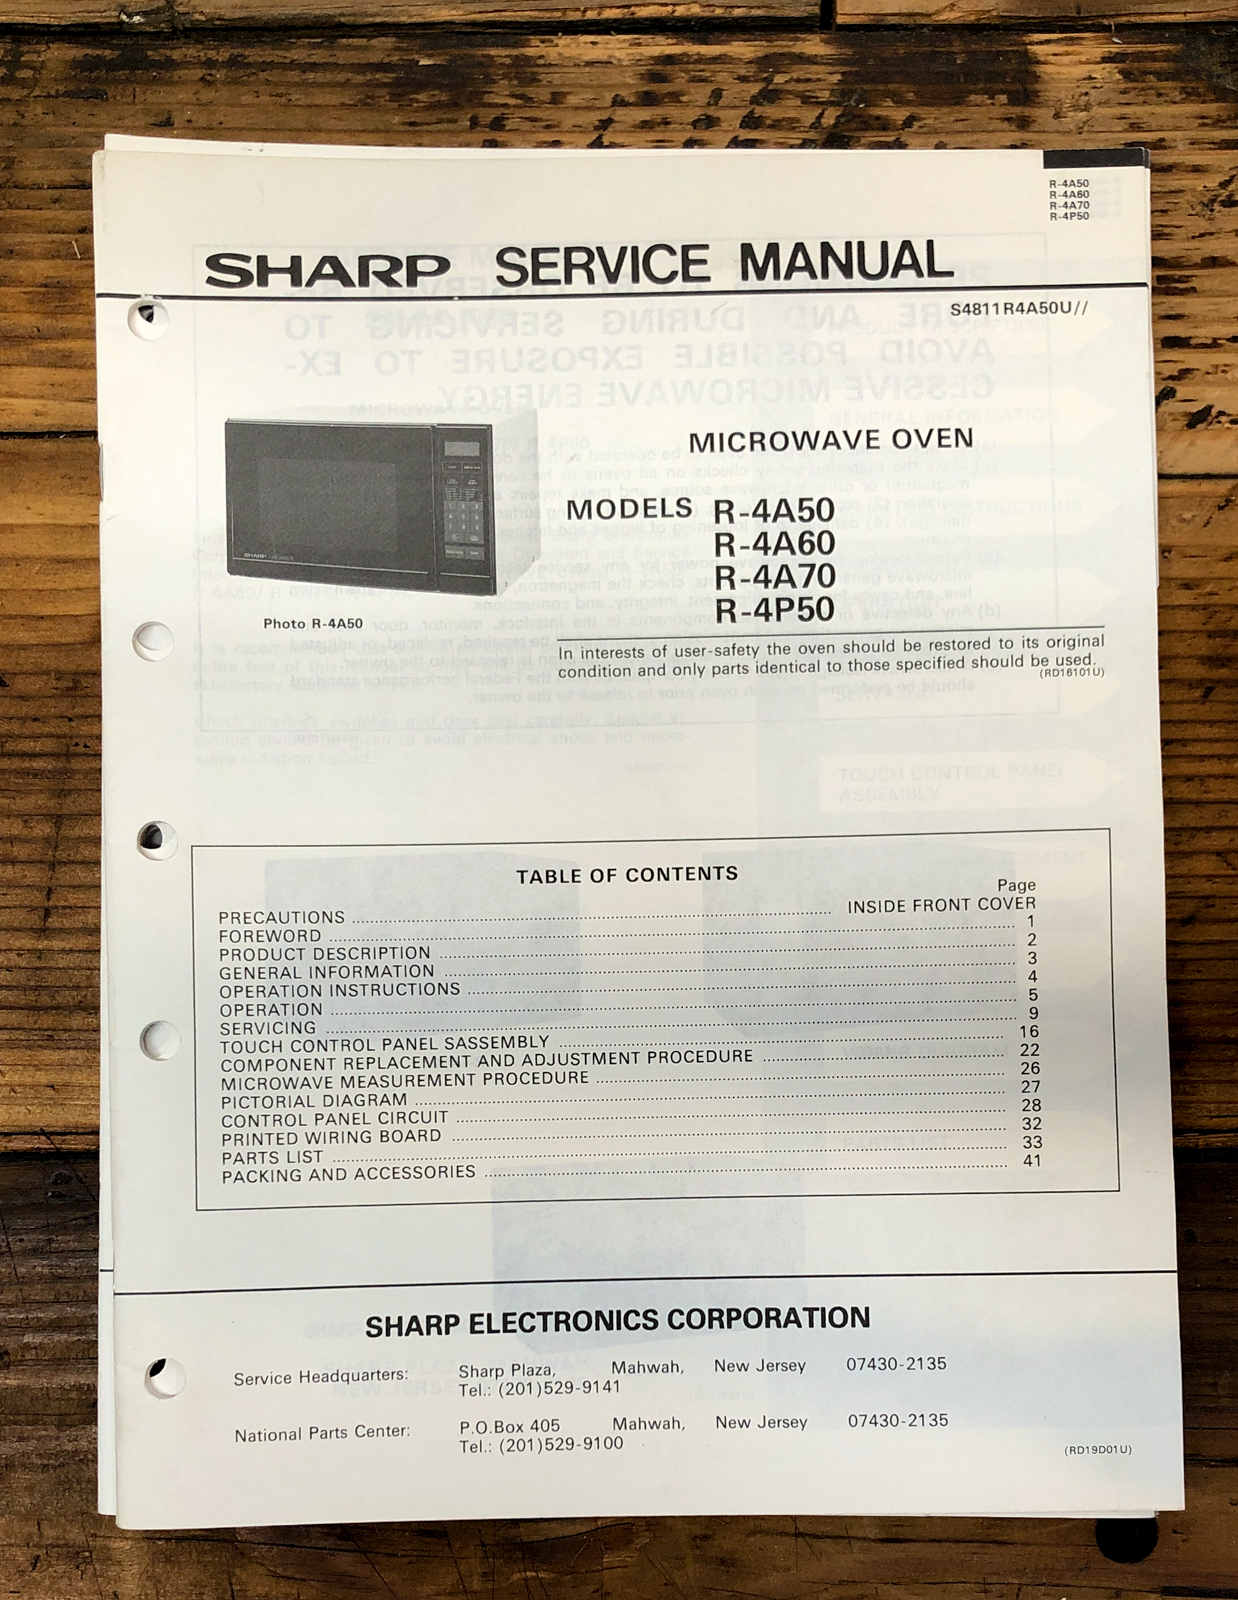 R-4A50
R-4A60
R-4A70
R-4P50
SHARP SERVICE MANUAL
S4811R4A50U//
MICROWAVE OVEN
MODELS R-4A50
R-4A60
R-4A70
R-4P50
SHARP
Photo R-4A50
In interests of user-safety the oven should be restored to its original
condition and only parts identical to those specified should be used.
(RD16101U)
TABLE OF CONTENTS
Page
PRECAUTIONS ........ INSIDE FRONT COVER
FOREWORD ........ 1
PRODUCT DESCRIPTION ........ 2
GENERAL INFORMATION ........ 3
OPERATION INSTRUCTIONS ........ 4
OPERATION ........ 5
SERVICING ........ 9
TOUCH CONTROL PANEL SASSEMBLY ........ 16
COMPONENT REPLACEMENT AND ADJUSTMENT PROCEDURE ........ 22
MICROWAVE MEASUREMENT PROCEDURE ........ 26
PICTORIAL DIAGRAM ........ 27
CONTROL PANEL CIRCUIT ........ 28
PRINTED WIRING BOARD ........ 32
PARTS LIST ........ 33
PACKING AND ACCESSORIES ........ 41
SHARP ELECTRONICS CORPORATION
Service Headquarters: Sharp Plaza, Mahwah, New Jersey 07430-2135
Tel.: (201)529-9141
National Parts Center: P.O.Box 405 Mahwah, New Jersey 07430-2135
Tel.: (201)529-9100
(RD19D01U)